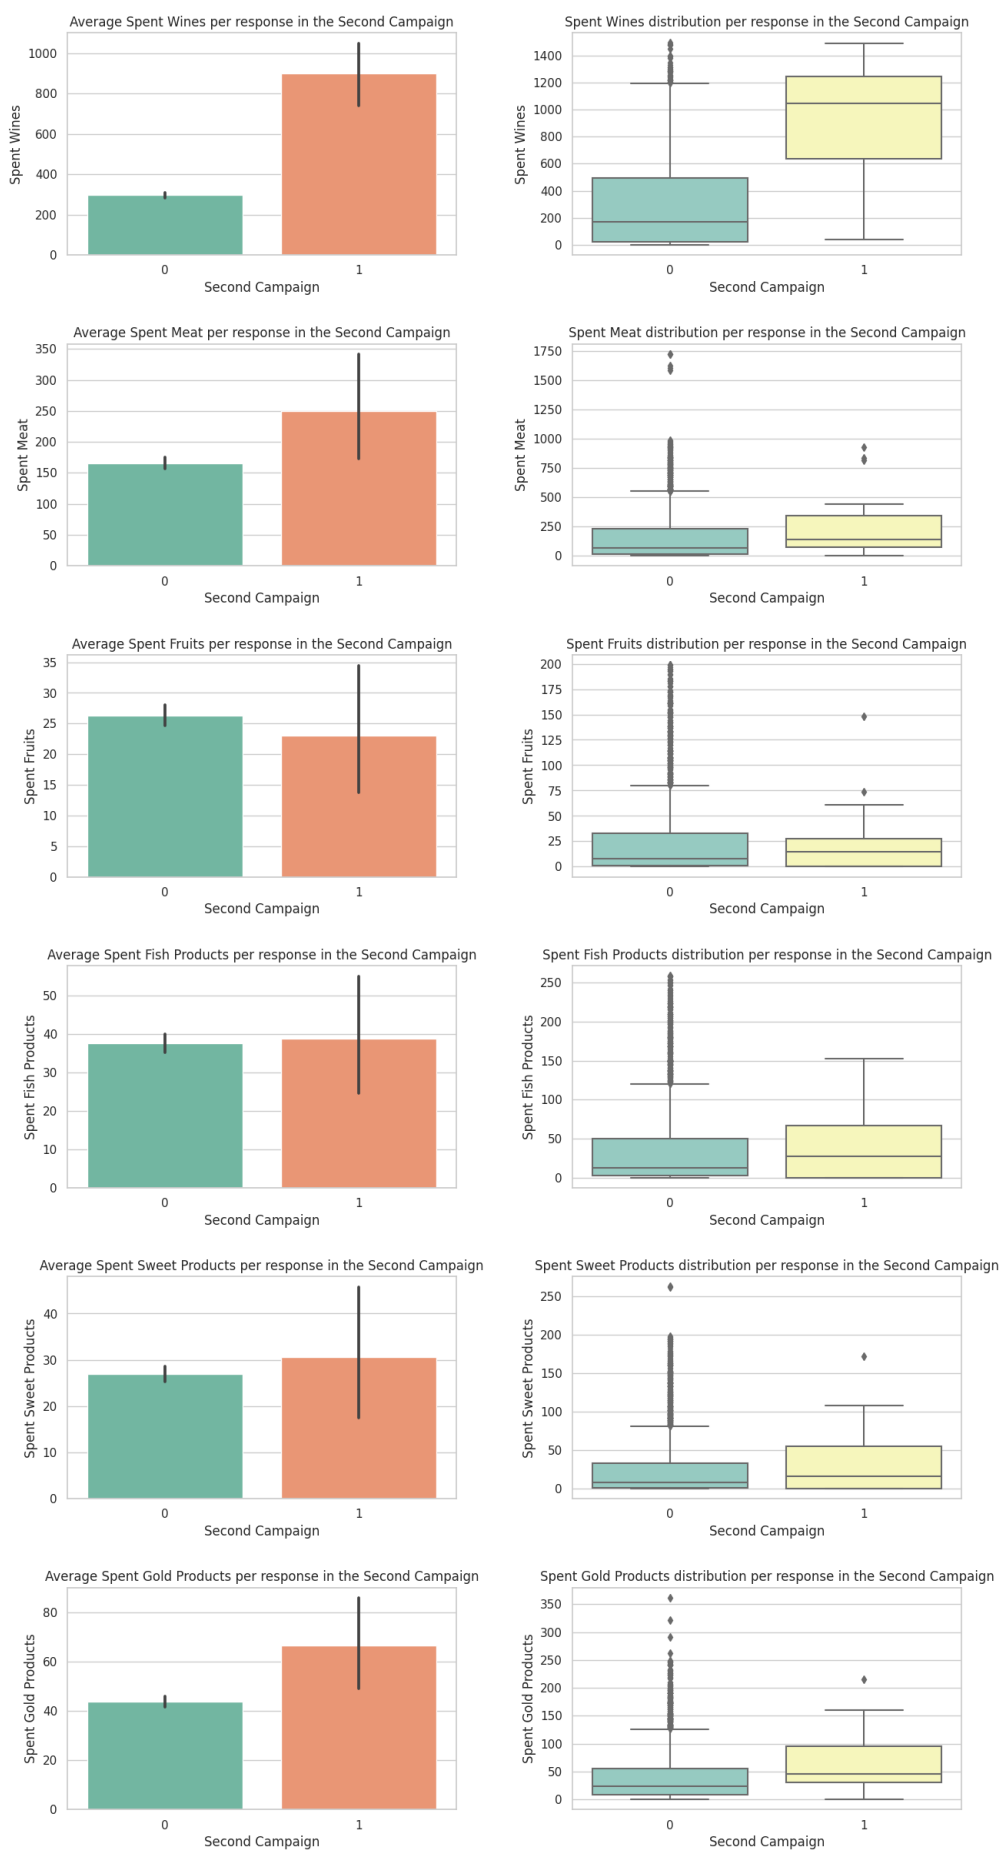 Average Spent Wines per response in the Second Campaign
Spent Wines distribution per response in the Second Campaign
Spent Wines
1000
800
600
400
200
0
0 1
Second Campaign
Spent Wines
1400
1200
1000
800
600
400
200
0
0 1
Second Campaign
Average Spent Meat per response in the Second Campaign
Spent Meat distribution per response in the Second Campaign
Spent Meat
350
300
250
200
150
100
50
0
0 1
Second Campaign
Spent Meat
1750
1500
1250
1000
750
500
250
0
0 1
Second Campaign
Average Spent Fruits per response in the Second Campaign
Spent Fruits distribution per response in the Second Campaign
Spent Fruits
35
30
25
20
15
10
5
0
0 1
Second Campaign
Spent Fruits
200
175
150
125
100
75
50
25
0
0 1
Second Campaign
Average Spent Fish Products per response in the Second Campaign
Spent Fish Products distribution per response in the Second Campaign
Spent Fish Products
50
40
30
20
10
0
0 1
Second Campaign
Spent Fish Products
250
200
150
100
50
0
0 1
Second Campaign
Average Spent Sweet Products per response in the Second Campaign
Spent Sweet Products distribution per response in the Second Campaign
Spent Sweet Products
40
30
20
10
0
0 1
Second Campaign
Spent Sweet Products
250
200
150
100
50
0
0 1
Second Campaign
Average Spent Gold Products per response in the Second Campaign
Spent Gold Products distribution per response in the Second Campaign
Spent Gold Products
80
60
40
20
0
0 1
Second Campaign
Spent Gold Products
350
300
250
200
150
100
50
0
0 1
Second Campaign